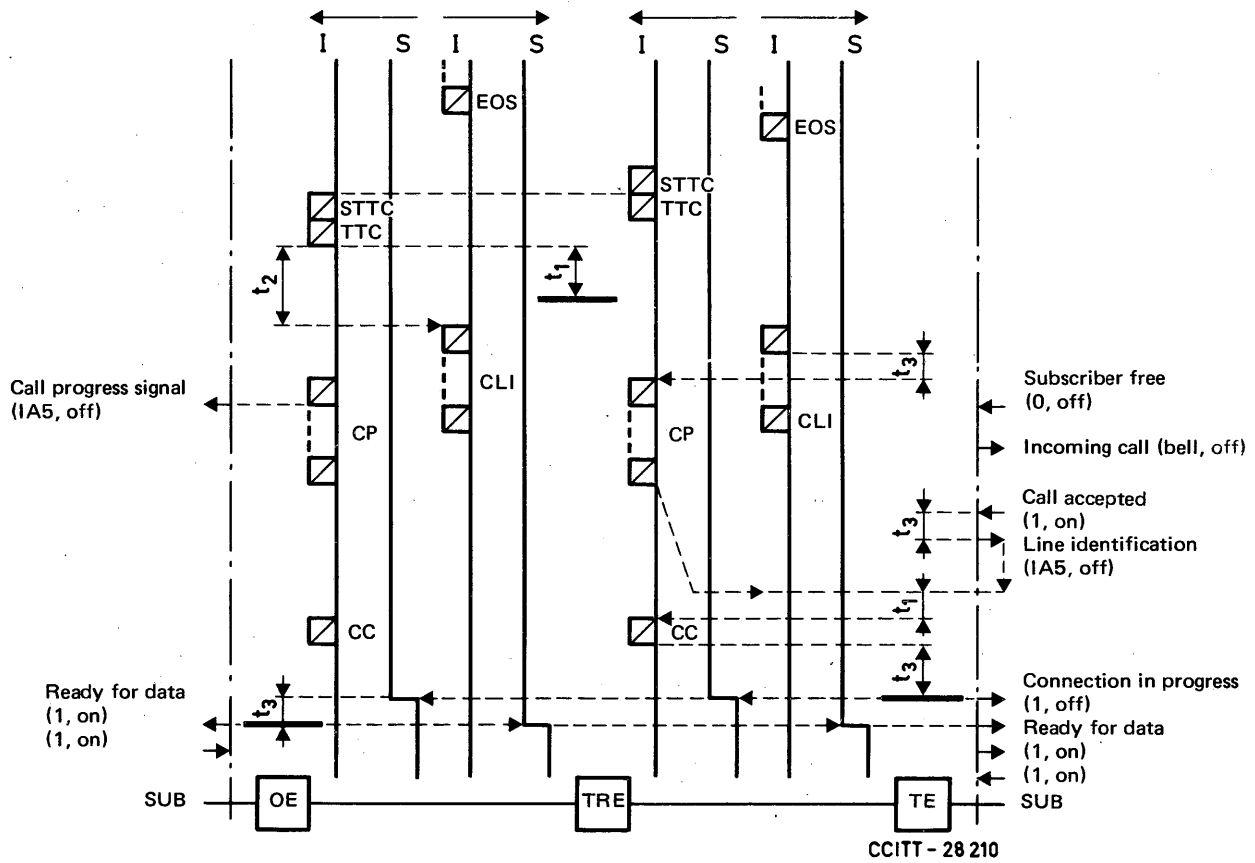 I S I S I S I S
EOS
EOS
STTC
STTC
TTC
TTC
t2
t1
CLI
t3
Call progress signal
(IA5, off)
Subscriber free
(0, off)
CP
CP
CLI
Incoming call (bell, off)
Call accepted
(1, on)
t3
Line identification
(IA5, off)
t1
CC
CC
t3
Ready for data
(1, on)
(1, on)
t3
Connection in progress
(1, off)
Ready for data
(1, on)
(1, on)
SUB OE TRE TE SUB
CCITT - 28 210